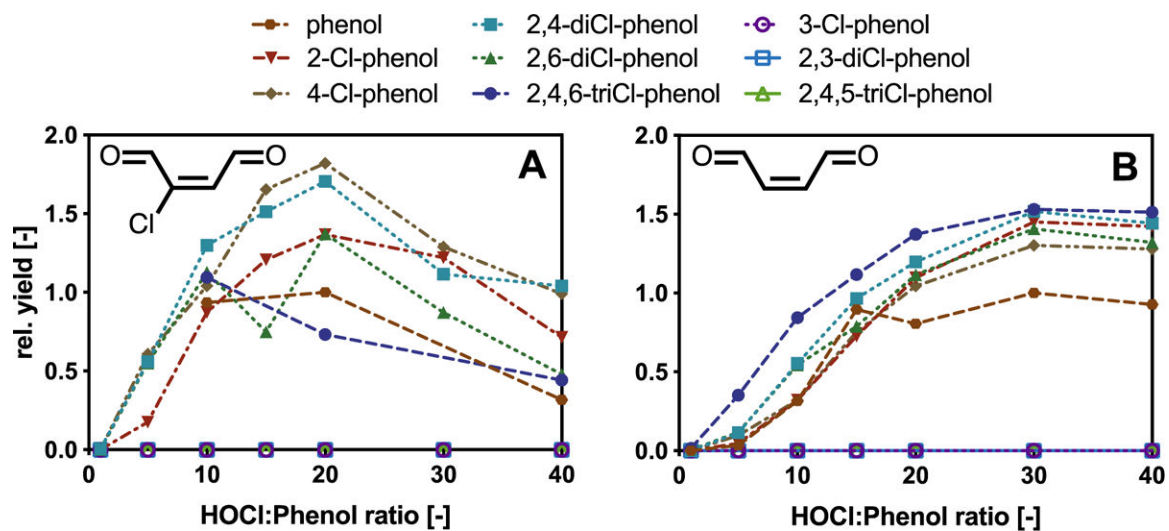 phenol 2,4-diCl-phenol 3-Cl-phenol
2-Cl-phenol 2,6-diCl-phenol 2,3-diCl-phenol
4-Cl-phenol 2,4,6-triCl-phenol 2,4,5-triCl-phenol
rel. yield [-]
2.0
1.5
1.0
0.5
0.0
O O
Cl
A
0 10 20 30 40
HOCl:Phenol ratio [-]
2.0
1.5
1.0
0.5
0.0
O O
B
0 10 20 30 40
HOCl:Phenol ratio [-]